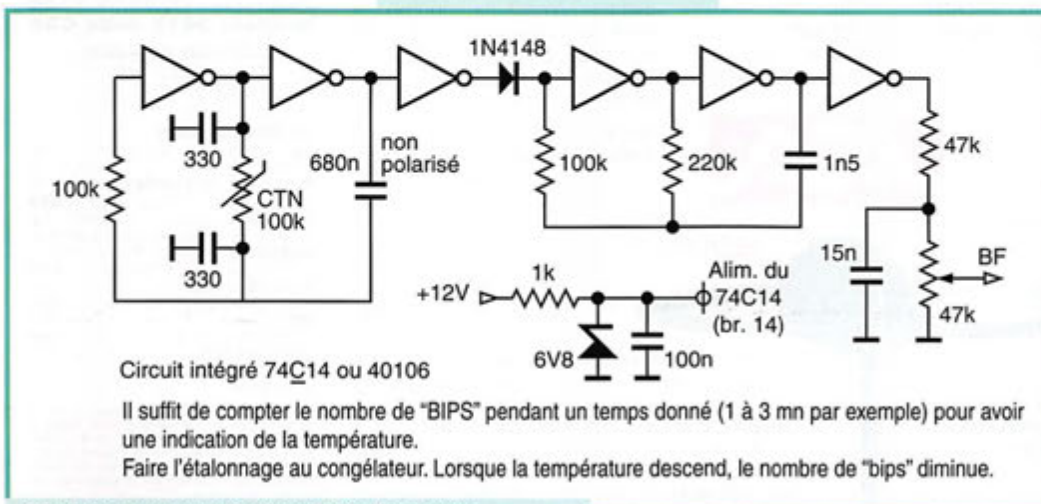 1N4148
330
100k
CTN
100k
330
680n
non
polarisé
100k
220k
1n5
47k
15n
BF
47k
+12V
1k
Alim. du
74C14
(br. 14)
6V8
100n
Circuit intégré 74C14 ou 40106
Il suffit de compter le nombre de “BIPS” pendant un temps donné (1 à 3 mn par exemple) pour avoir
une indication de la température.
Faire l'étalonnage au congélateur. Lorsque la température descend, le nombre de “bips” diminue.